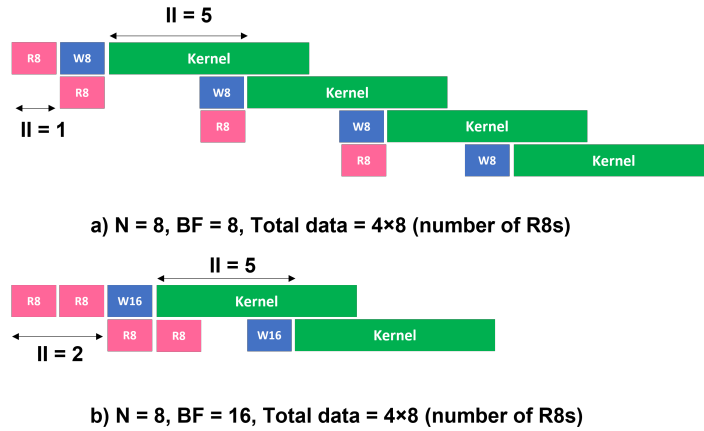 II = 5
R8 W8 Kernel
R8 W8 Kernel
II = 1
R8 W8 Kernel
R8 W8 Kernel
a) N = 8, BF = 8, Total data = 4×8 (number of R8s)
II = 5
R8 R8 W16 Kernel
R8 R8 W16 Kernel
II = 2
b) N = 8, BF = 16, Total data = 4×8 (number of R8s)